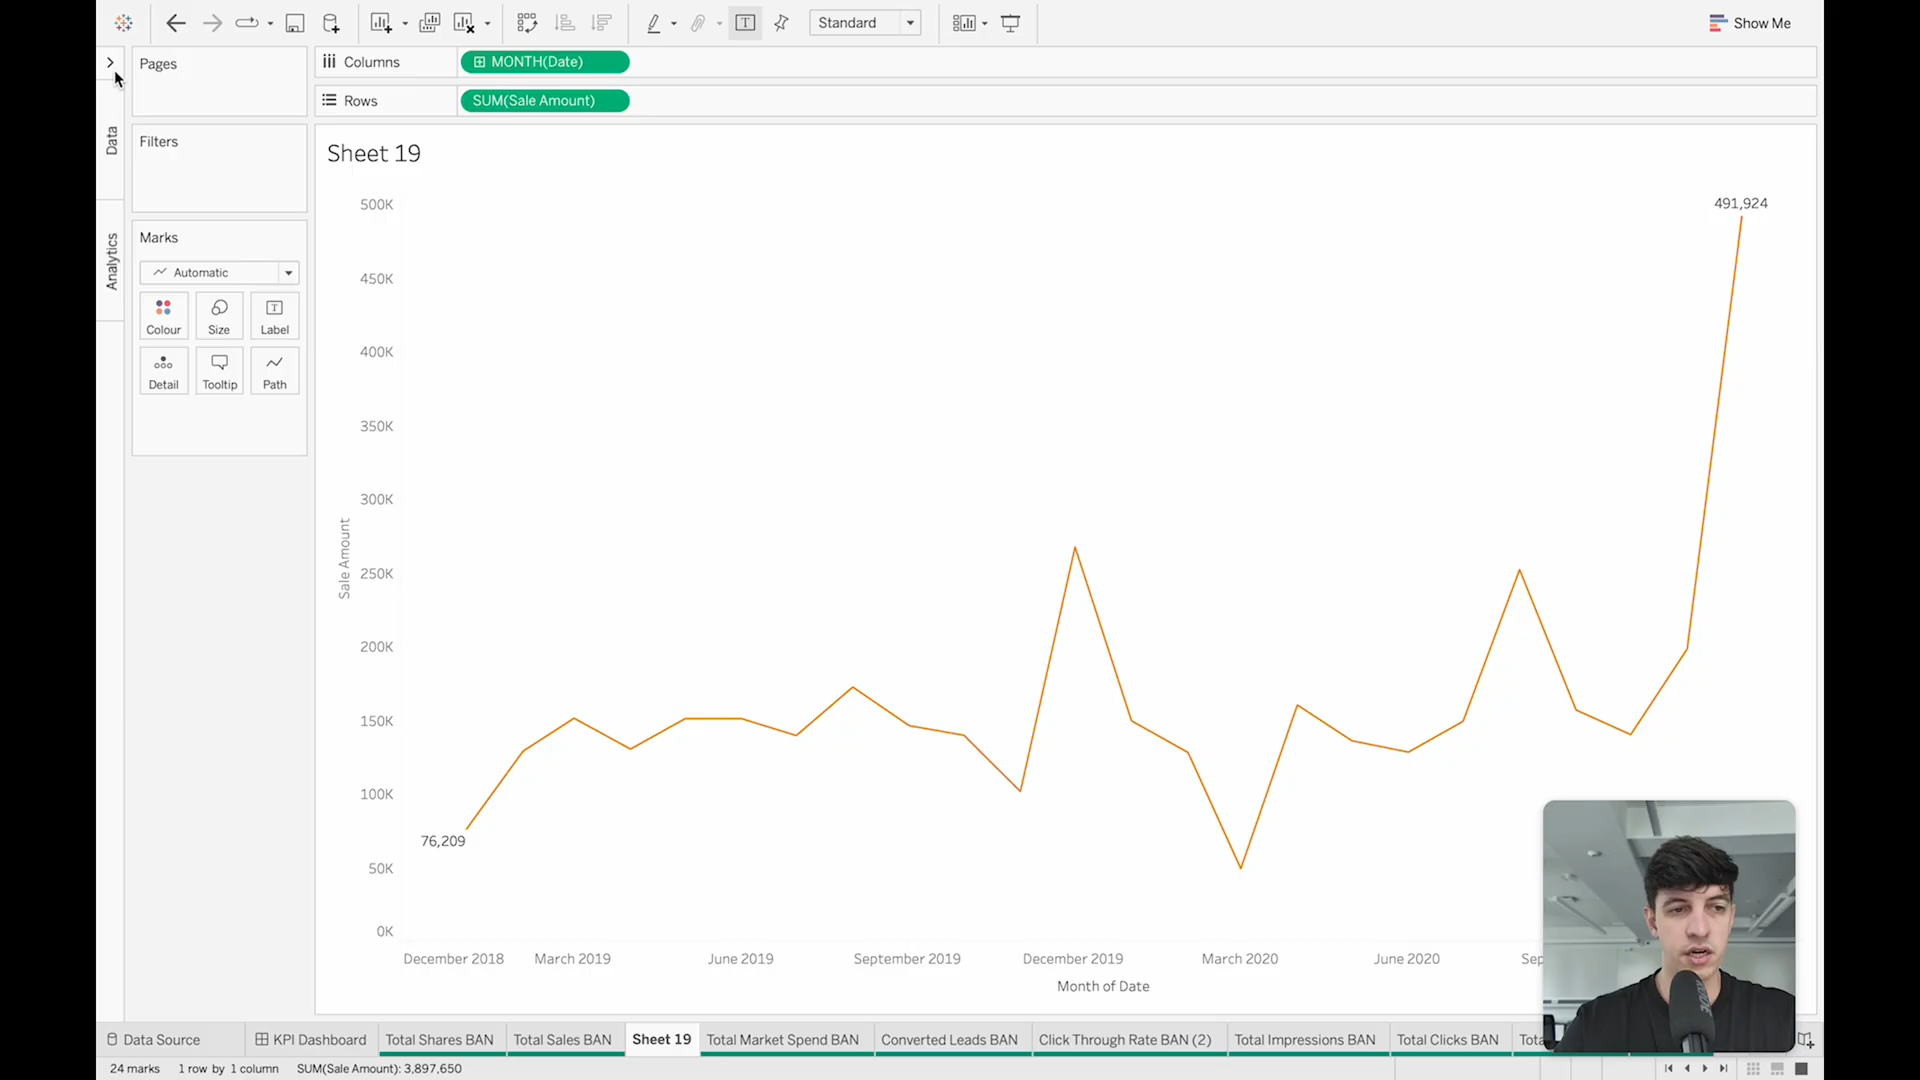 Standard
Show Me
Pages
Columns
MONTH(Date)
Rows
SUM(Sale Amount)
Data
Analytics
Filters
Marks
Automatic
Colour
Size
Label
Detail
Tooltip
Path
Sheet 19
500K
450K
400K
350K
300K
250K
200K
150K
100K
50K
0K
Sale Amount
491,924
76,209
December 2018
March 2019
June 2019
September 2019
December 2019
March 2020
June 2020
Sep
Month of Date
Data Source
KPI Dashboard
Total Shares BAN
Total Sales BAN
Sheet 19
Total Market Spend BAN
Converted Leads BAN
Click Through Rate BAN (2)
Total Impressions BAN
Total Clicks BAN
Tota
24 marks
1 row by 1 column
SUM(Sale Amount): 3,897,650